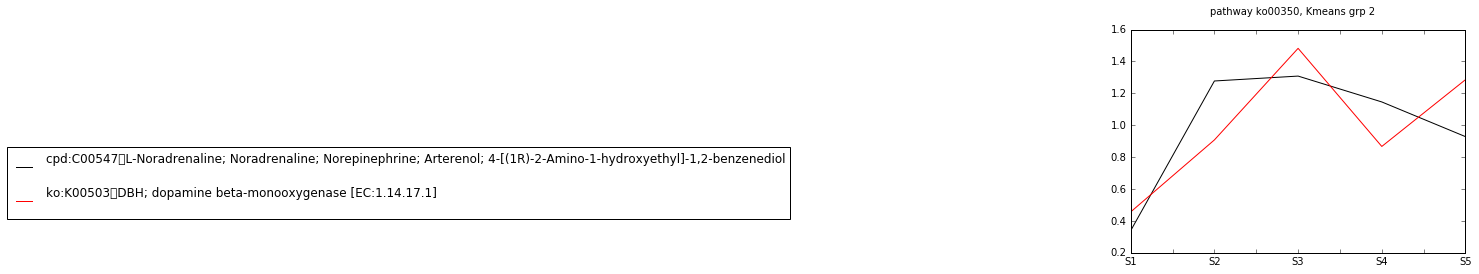 pathway ko00350, Kmeans grp 2
cpd:C00547▯L-Noradrenaline; Noradrenaline; Norepinephrine; Arterenol; 4-[(1R)-2-Amino-1-hydroxyethyl]-1,2-benzenediol
ko:K00503▯DBH; dopamine beta-monooxygenase [EC:1.14.17.1]
1.6
1.4
1.2
1.0
0.8
0.6
0.4
0.2
S1 S2 S3 S4 S5